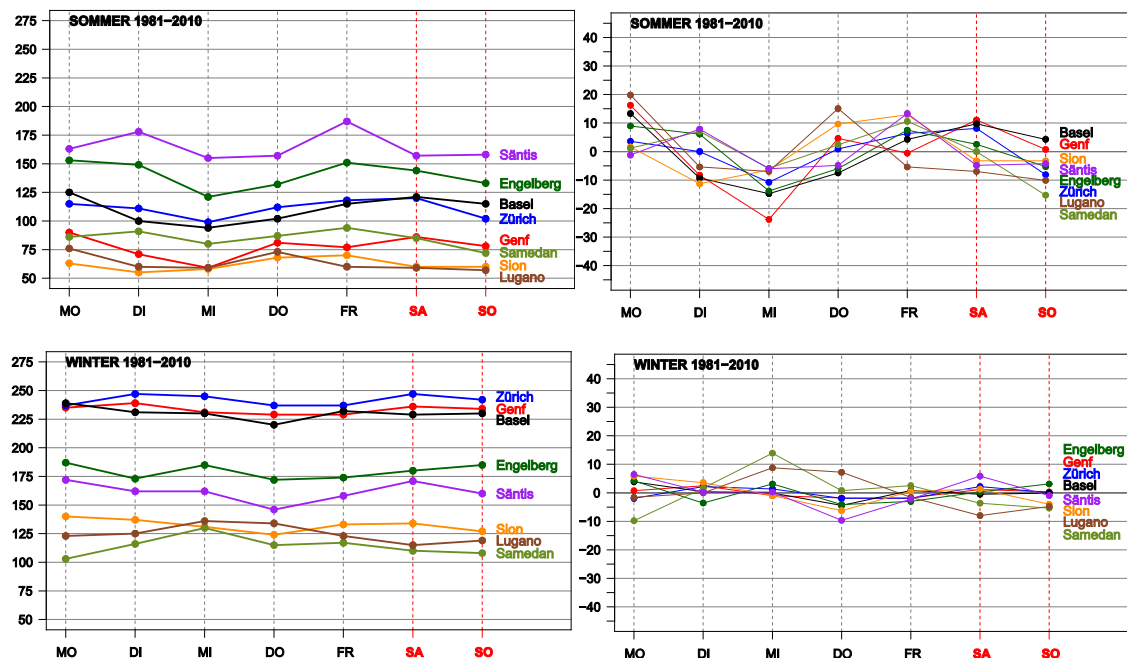 SOMMER 1981–2010
275
250
225
200
175
150
125
100
75
50
Säntis
Engelberg
Basel
Zürich
Genf
Samedan
Sion
Lugano
MO DI MI DO FR SA SO
SOMMER 1981–2010
40
30
20
10
0
−10
−20
−30
−40
Basel
Genf
Sion
Säntis
Engelberg
Zürich
Lugano
Samedan
MO DI MI DO FR SA SO
WINTER 1981–2010
275
250
225
200
175
150
125
100
75
50
Zürich
Genf
Basel
Engelberg
Säntis
Sion
Lugano
Samedan
MO DI MI DO FR SA SO
WINTER 1981–2010
40
30
20
10
0
−10
−20
−30
−40
Engelberg
Genf
Zürich
Basel
Säntis
Sion
Lugano
Samedan
MO DI MI DO FR SA SO